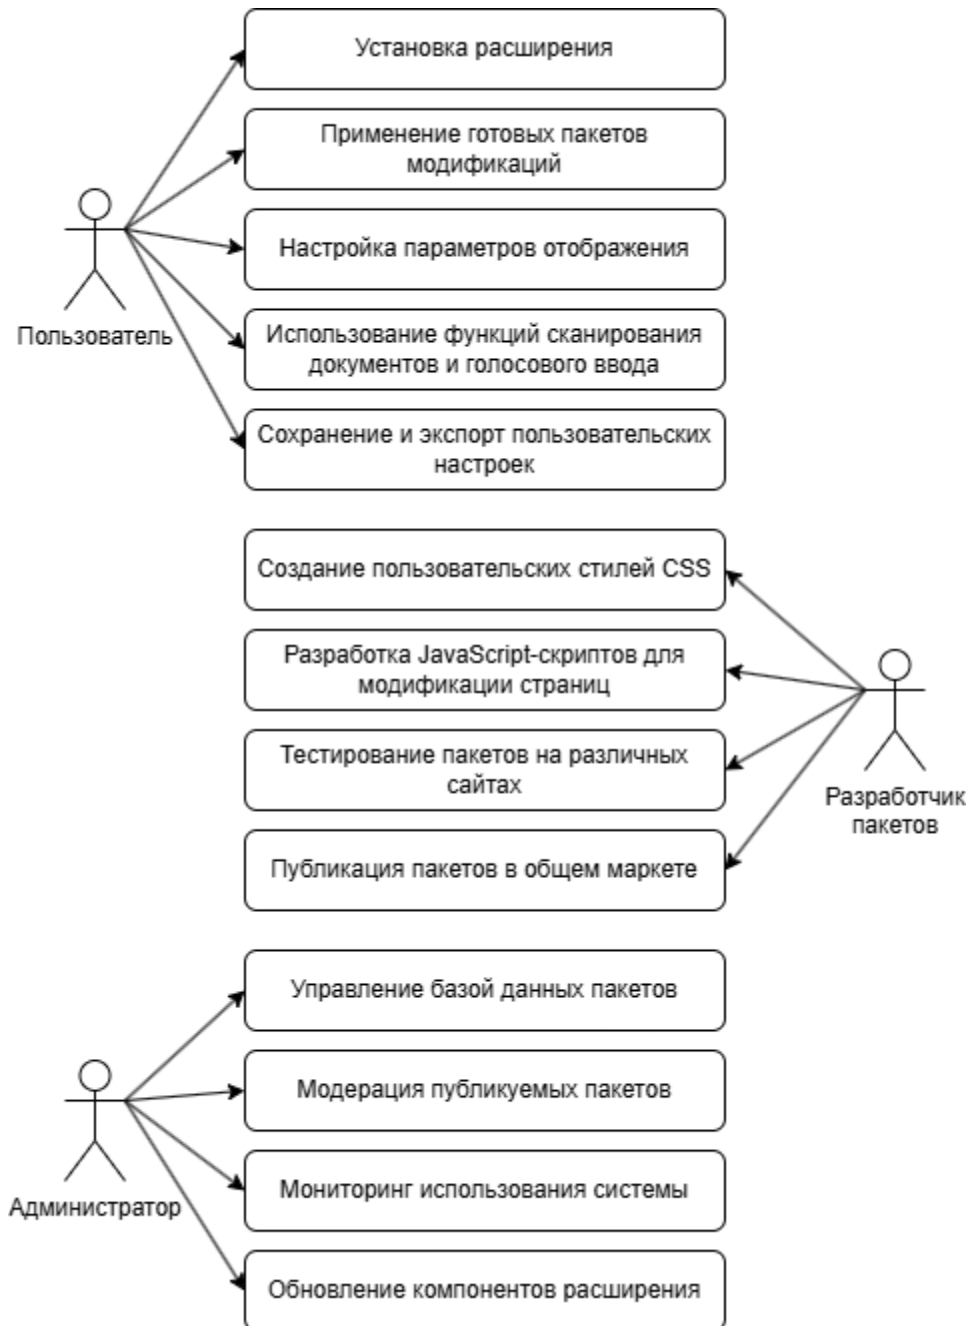 Установка расширения
Применение готовых пакетов
модификаций
Настройка параметров отображения
Пользователь
Использование функций сканирования
документов и голосового ввода
Сохранение и экспорт пользовательских
настроек
Создание пользовательских стилей CSS
Разработка JavaScript-скриптов для
модификации страниц
Тестирование пакетов на различных
сайтах
Разработчик
пакетов
Публикация пакетов в общем маркете
Управление базой данных пакетов
Модерация публикуемых пакетов
Мониторинг использования системы
Администратор
Обновление компонентов расширения